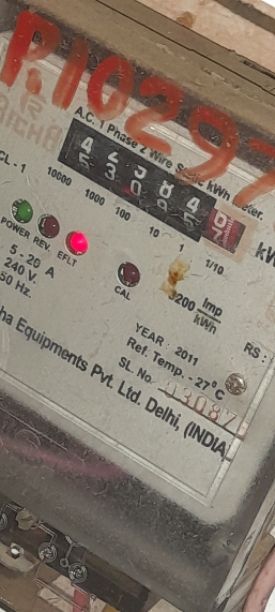 P10297
A.C. 1 Phase 2 Wire Static kWh Meter.
CL - 1
10000 1000 100 10 1 1/10
POWER REV. EFLT
CAL
5 - 20 A
240 V.
50 Hz.
3200 Imp
kWh
YEAR : 2011
RS :
Ref. Temp. - 27°C
SL. No.
Equipments Pvt. Ltd. Delhi, (INDIA)